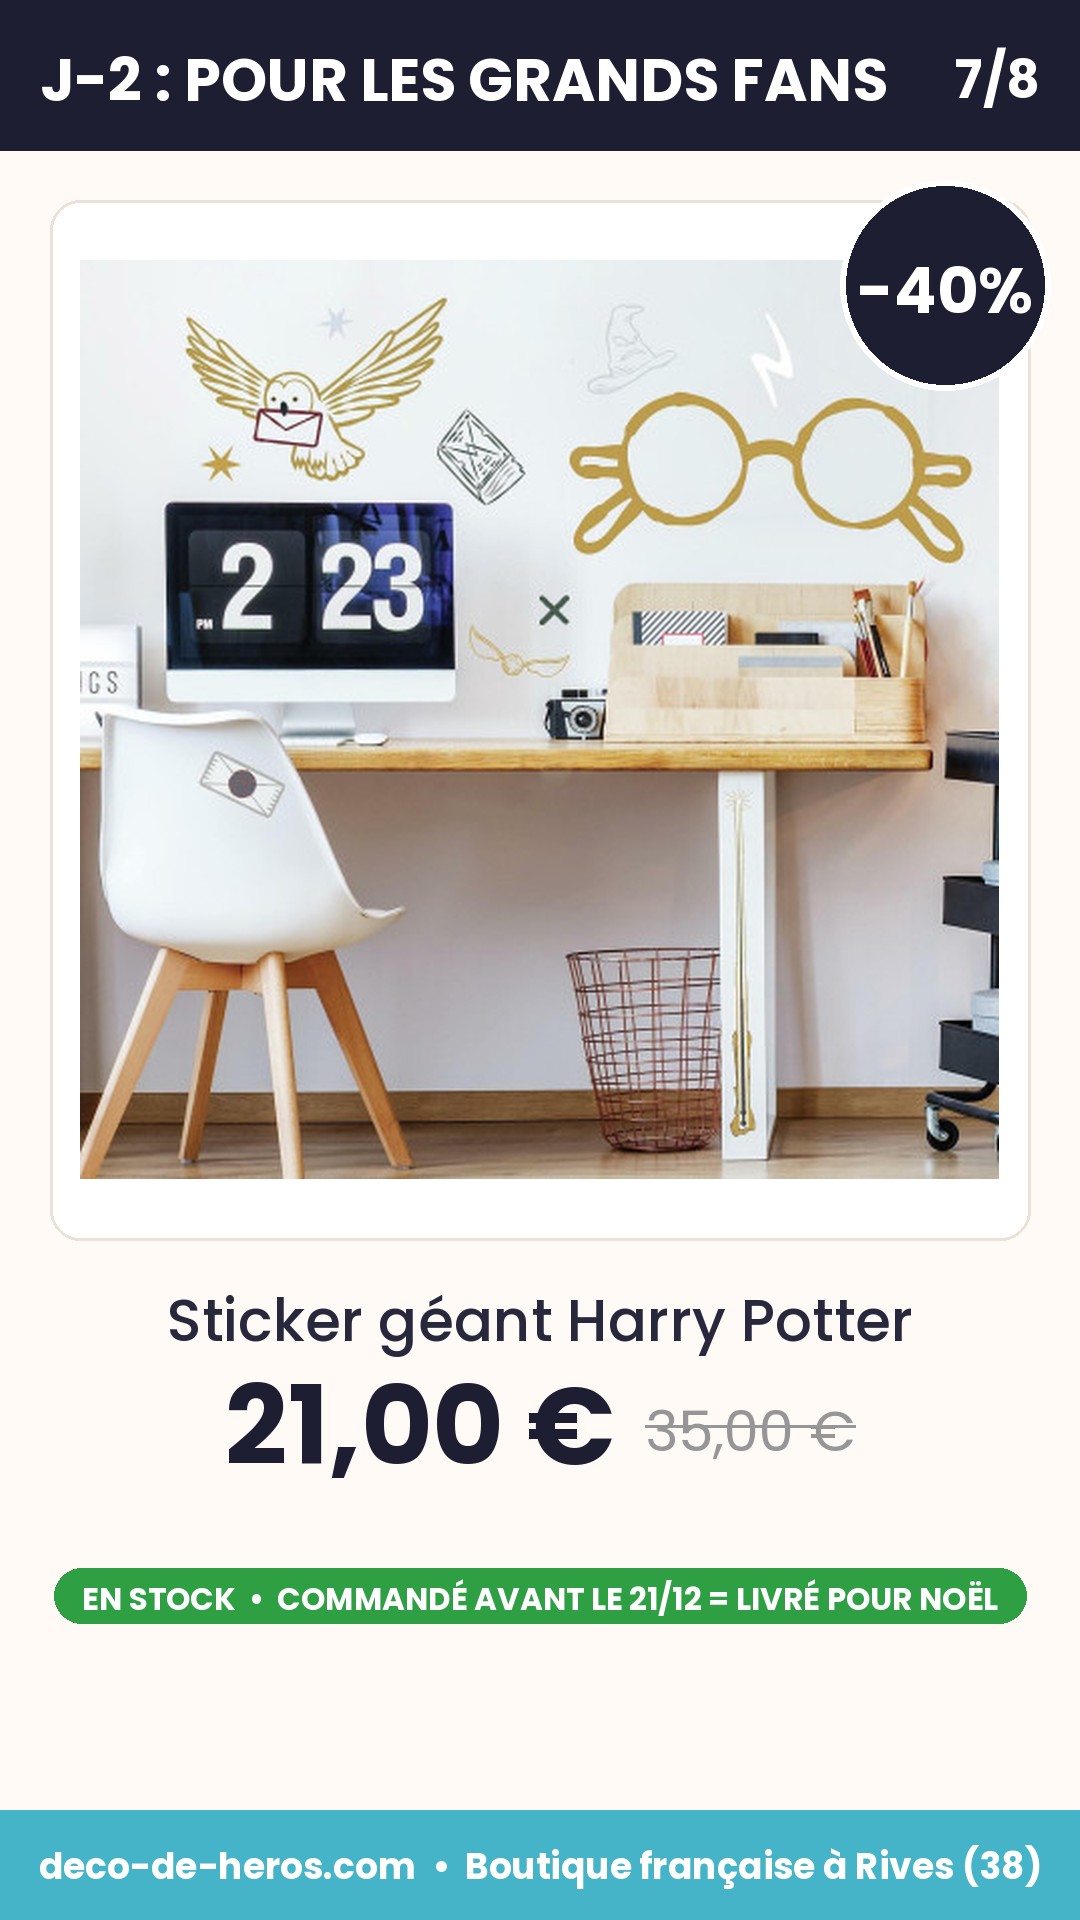 J-2 : POUR LES GRANDS FANS 7/8
-40%
2 23
PM
GS
Sticker géant Harry Potter
21,00 € 35,00 €
EN STOCK • COMMANDÉ AVANT LE 21/12 = LIVRÉ POUR NOËL
deco-de-heros.com • Boutique française à Rives (38)